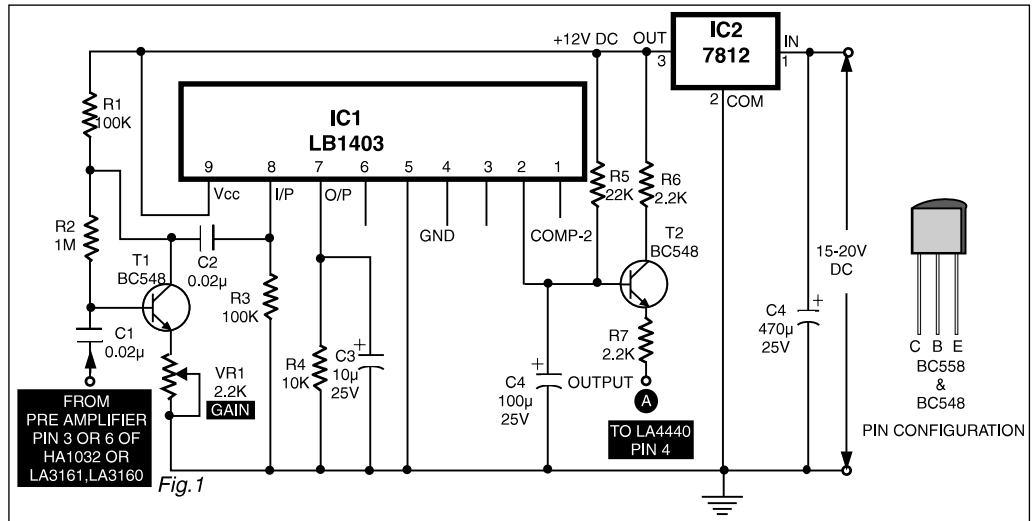 +12V DC
OUT
3
IC2
7812
IN
1
2
COM
R1
100K
IC1
LB1403
9
8
7
6
5
4
3
2
1
Vcc
I/P
O/P
GND
COMP-2
R5
22K
R6
2.2K
R2
1M
T1
BC548
C2
0.02µ
T2
BC548
15-20V
DC
R3
100K
C1
0.02µ
R7
2.2K
C4
470µ
25V
+
C B E
BC558
&
BC548
PIN CONFIGURATION
VR1
2.2K
GAIN
R4
10K
C3
10µ
25V
+
C4
100µ
25V
+
OUTPUT
A
TO LA4440
PIN 4
FROM
PRE AMPLIFIER
PIN 3 OR 6 OF
HA1032 OR
LA3161,LA3160
Fig.1